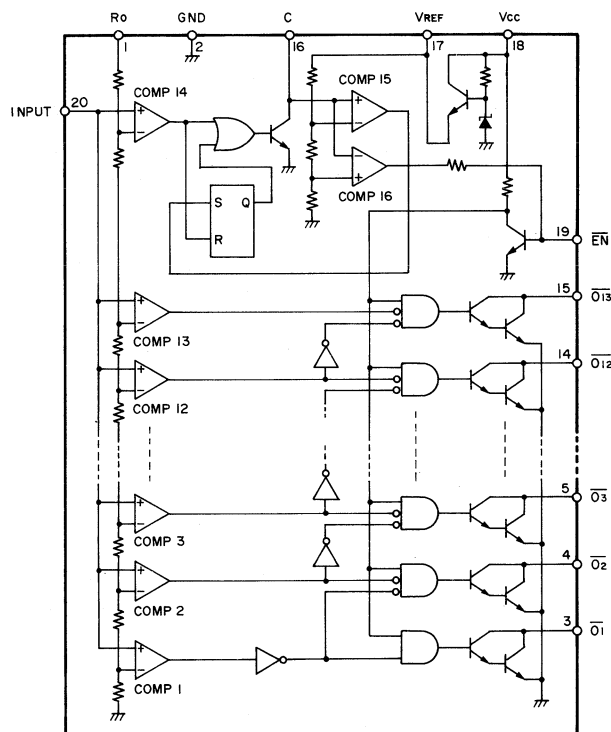 Ro GND C VREF Vcc
1 2 16 17 18
COMP 14
COMP 15
INPUT 20
+
−
+
−
−
+
COMP 16
S Q
R
19 EN
15 O13
+
−
COMP 13
14 O12
+
−
COMP 12
5 O3
+
−
COMP 3
4 O2
+
−
COMP 2
3 O1
+
−
COMP 1